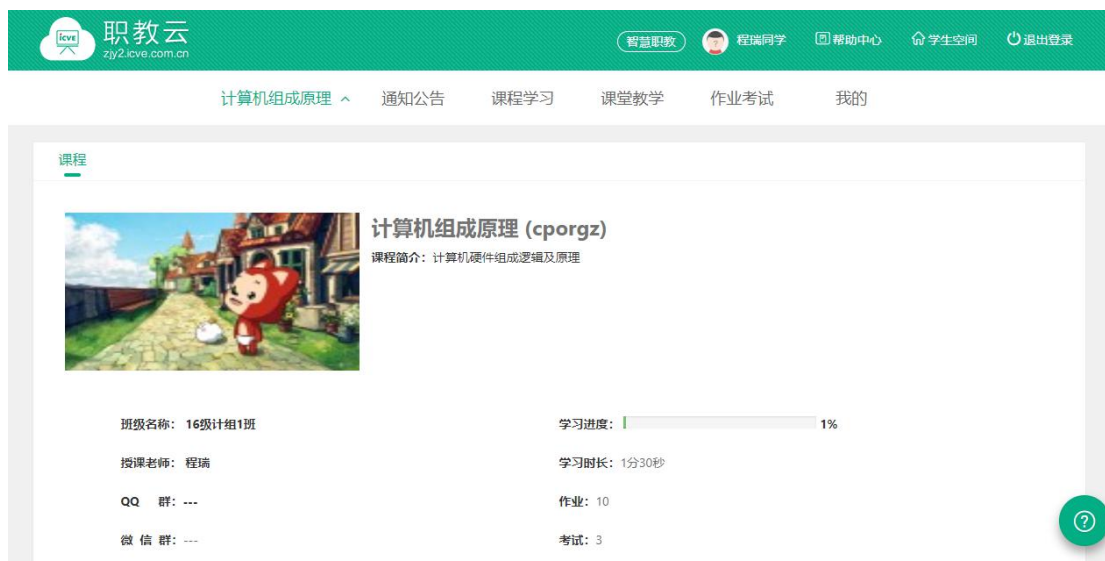 icve 职教云
zjy2.icve.com.cn
智慧职教 程瑞同学 帮助中心 学生空间 退出登录
计算机组成原理 通知公告 课程学习 课堂教学 作业考试 我的
课程
计算机组成原理 (cporgz)
课程简介：计算机硬件组成逻辑及原理
班级名称： 16级计组1班 学习进度： 1%
授课老师： 程瑞 学习时长：1分30秒
QQ 群：--- 作业：10
微 信 群：--- 考试：3